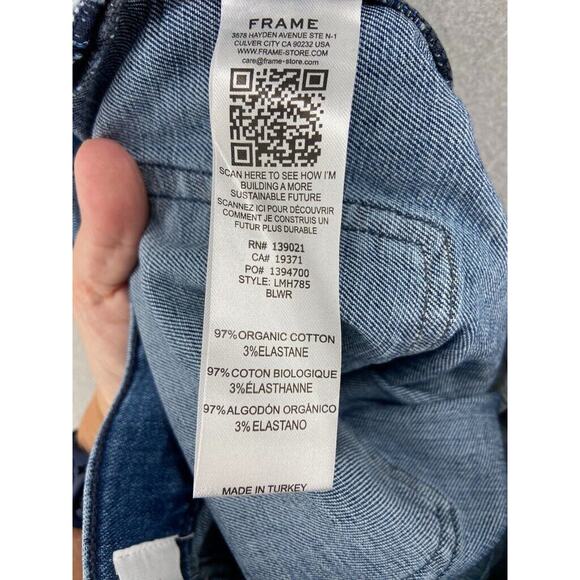 FRAME
3578 HAYDEN AVENUE STE N-1
CULVER CITY CA 90232 USA
WWW.FRAME-STORE.COM
care@frame-store.com
SCAN HERE TO SEE HOW I'M
BUILDING A MORE
SUSTAINABLE FUTURE
SCANNEZ ICI POUR DÉCOUVRIR
COMMENT JE CONSTRUIS UN
FUTUR PLUS DURABLE
RN# 139021
CA# 19371
PO# 1394700
STYLE: LMH785
BLWR
97%ORGANIC COTTON
3%ELASTANE
97%COTON BIOLOGIQUE
3%ÉLASTHANNE
97%ALGODÓN ORGÁNICO
3%ELASTANO
MADE IN TURKEY